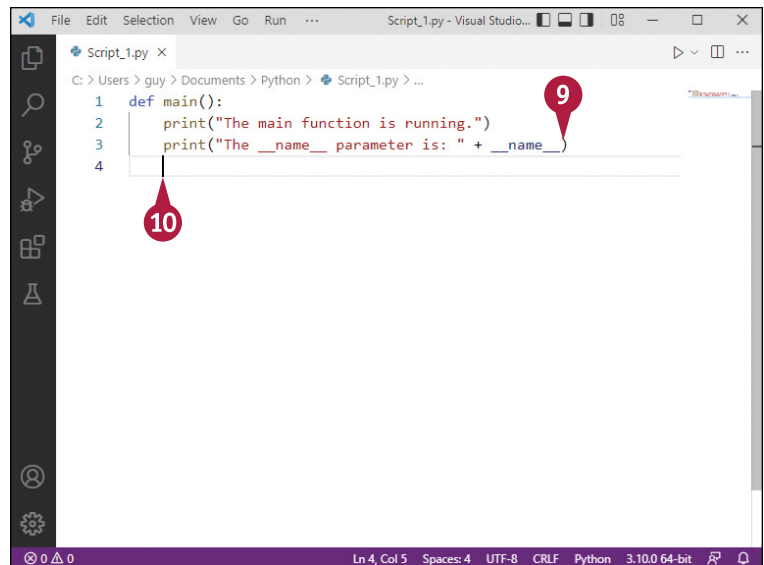 File Edit Selection View Go Run ··· Script_1.py - Visual Studio...
Script_1.py
C: > Users > guy > Documents > Python > Script_1.py > ...
1 def main():
2     print("The main function is running.")
3     print("The __name__ parameter is: " + __name__)
4
9
10
0 0 Ln 4, Col 5 Spaces: 4 UTF-8 CRLF Python 3.10.0 64-bit